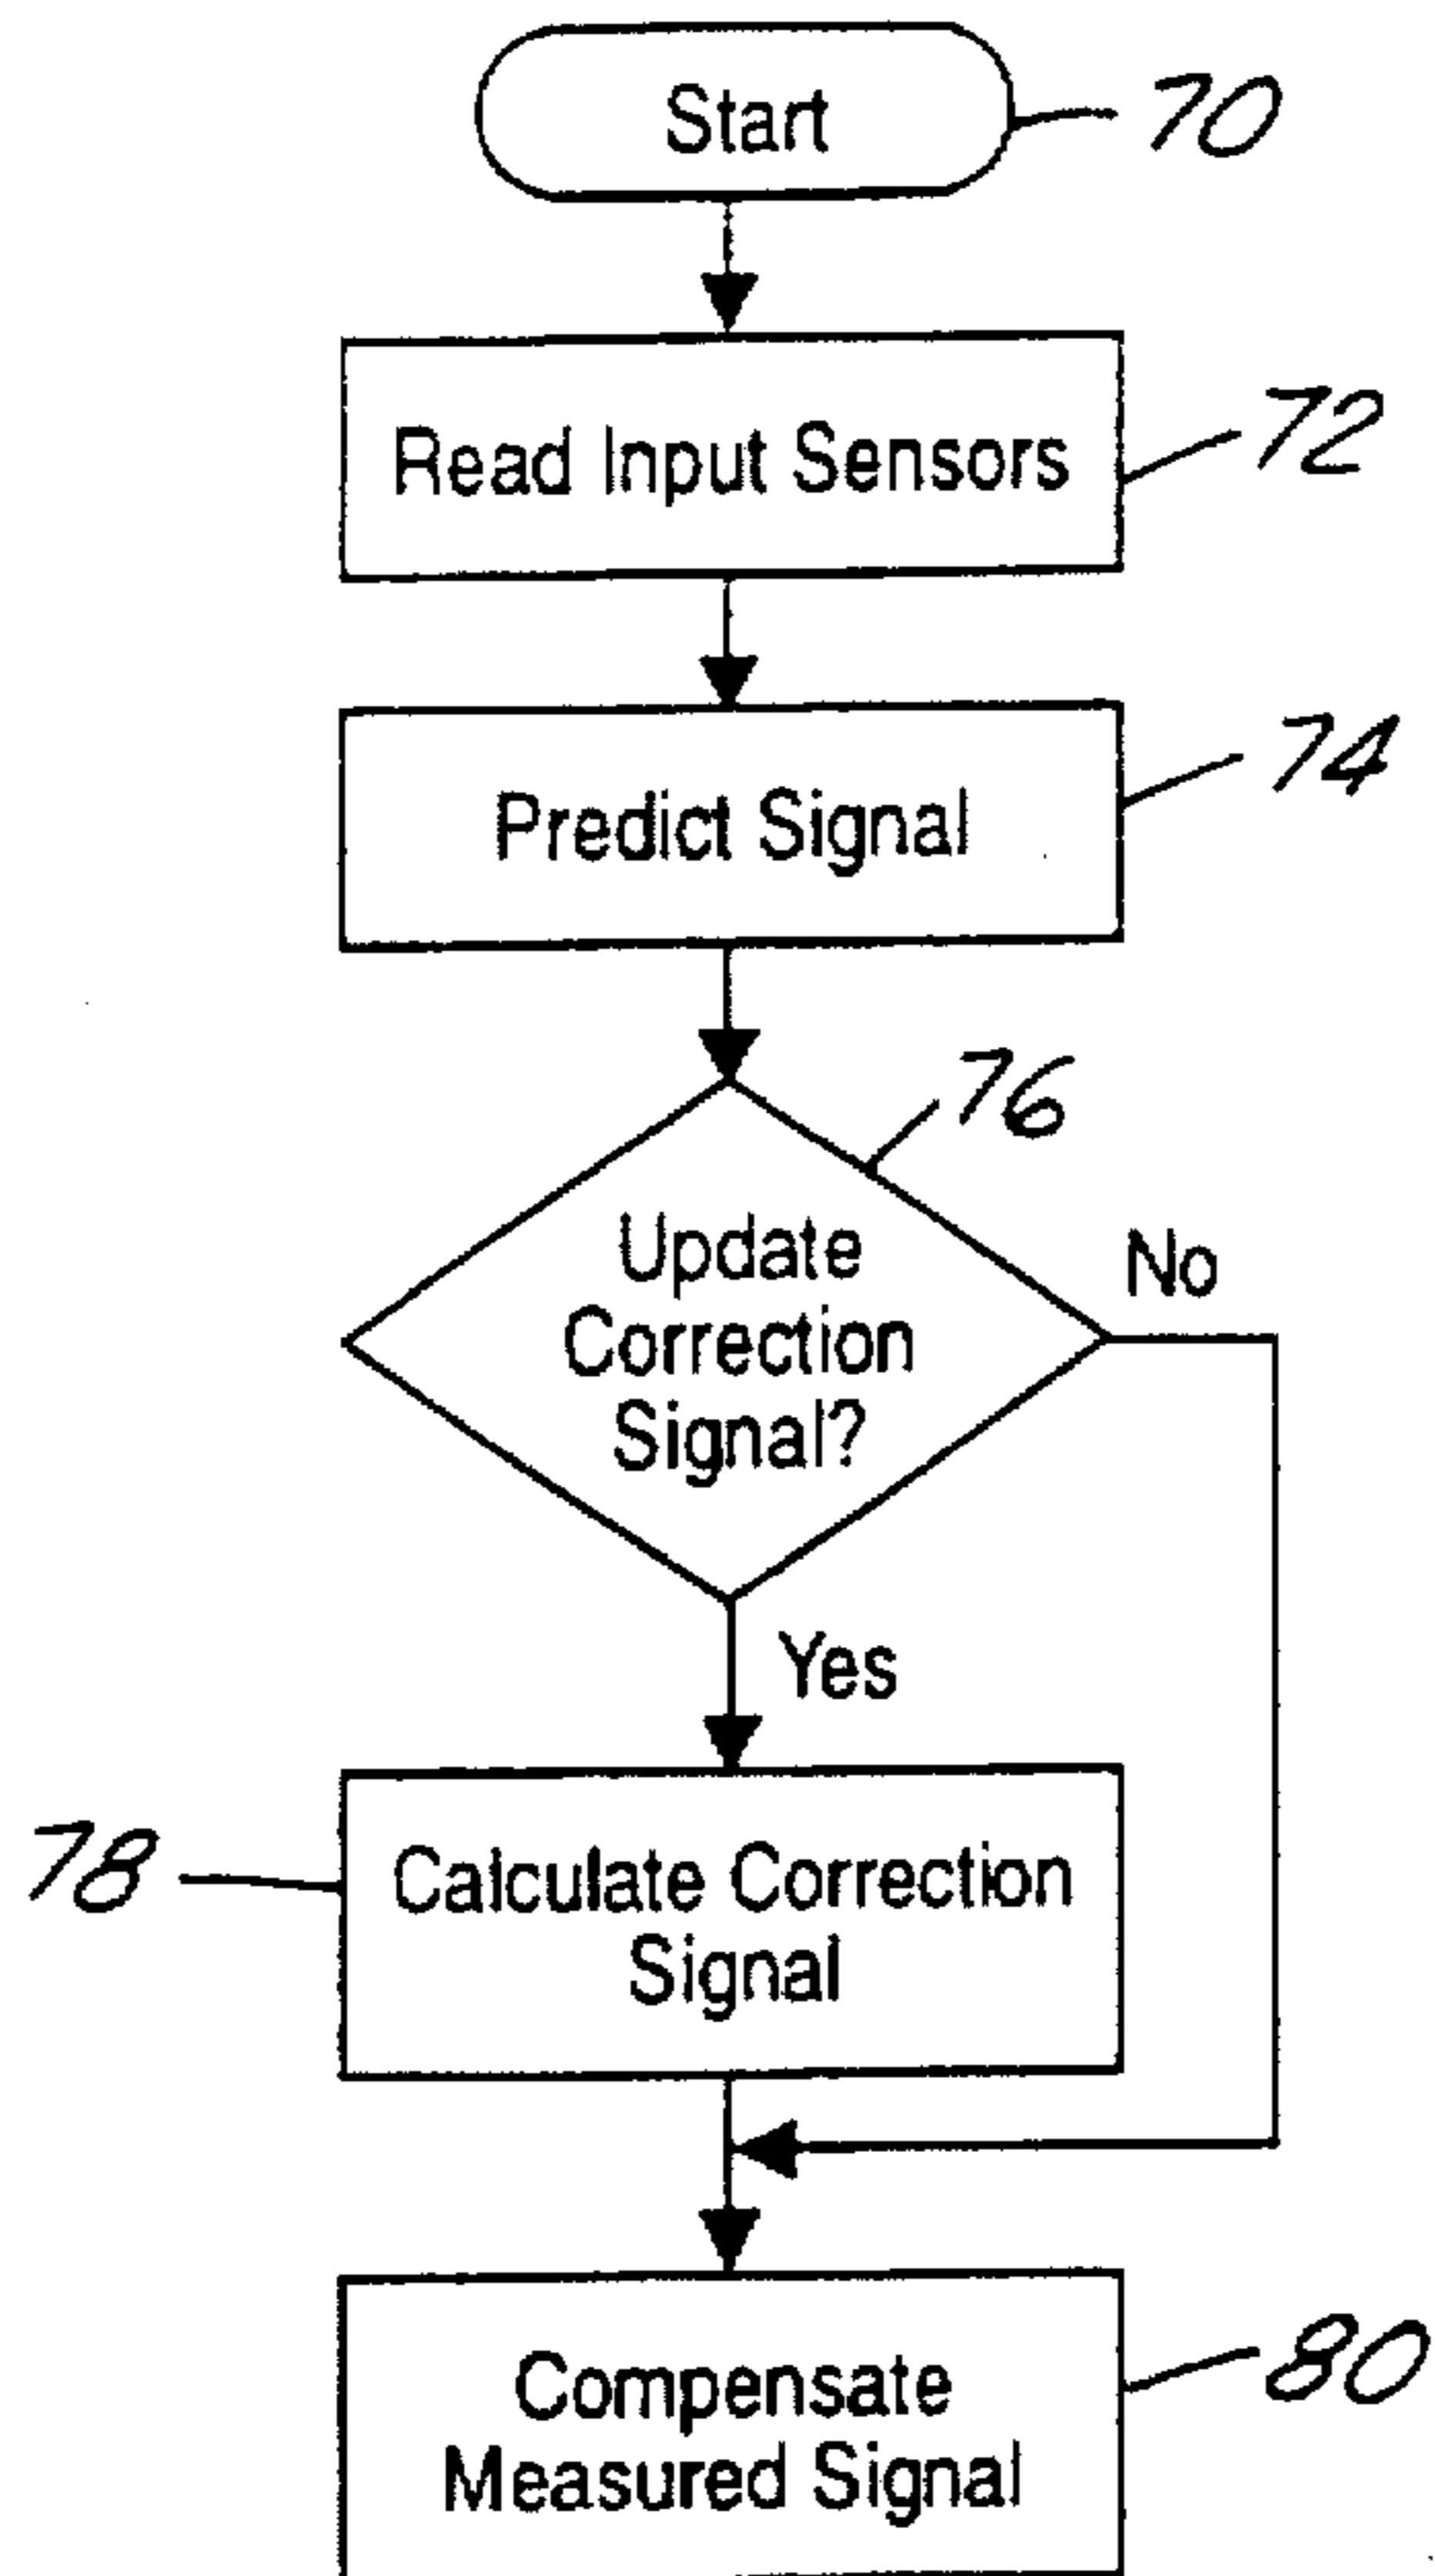 Start
70
Read Input Sensors
72
Predict Signal
74
76
Update
Correction
Signal?
No
Yes
78
Calculate Correction
Signal
Compensate
Measured Signal
80